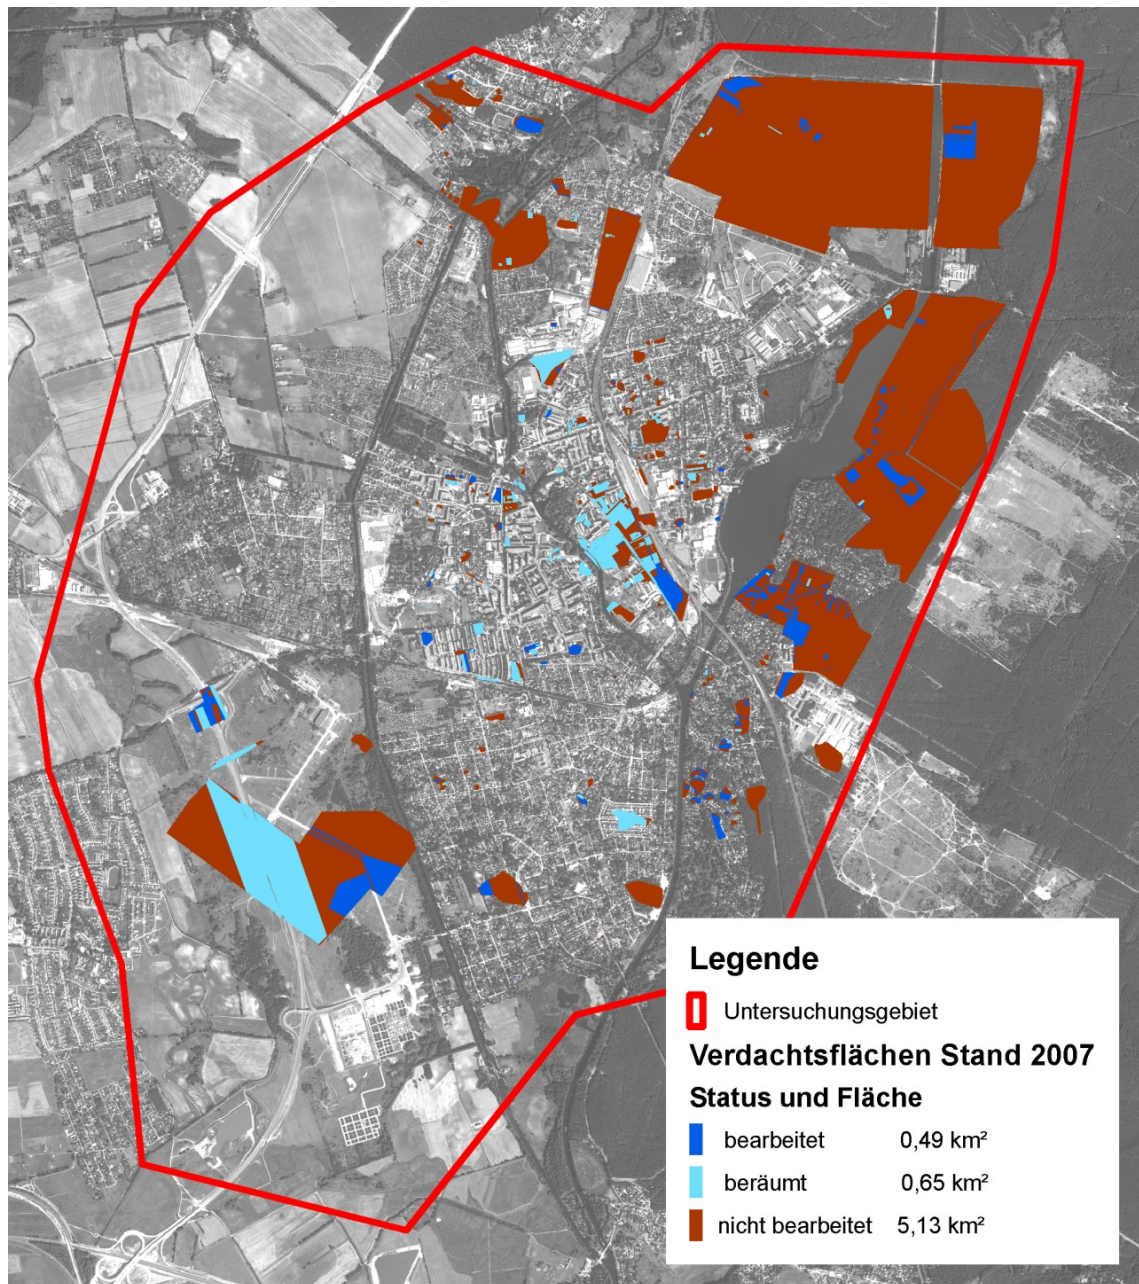 Legende
Untersuchungsgebiet
Verdachtsflächen Stand 2007
Status und Fläche
bearbeitet 0,49 km²
beräumt 0,65 km²
nicht bearbeitet 5,13 km²